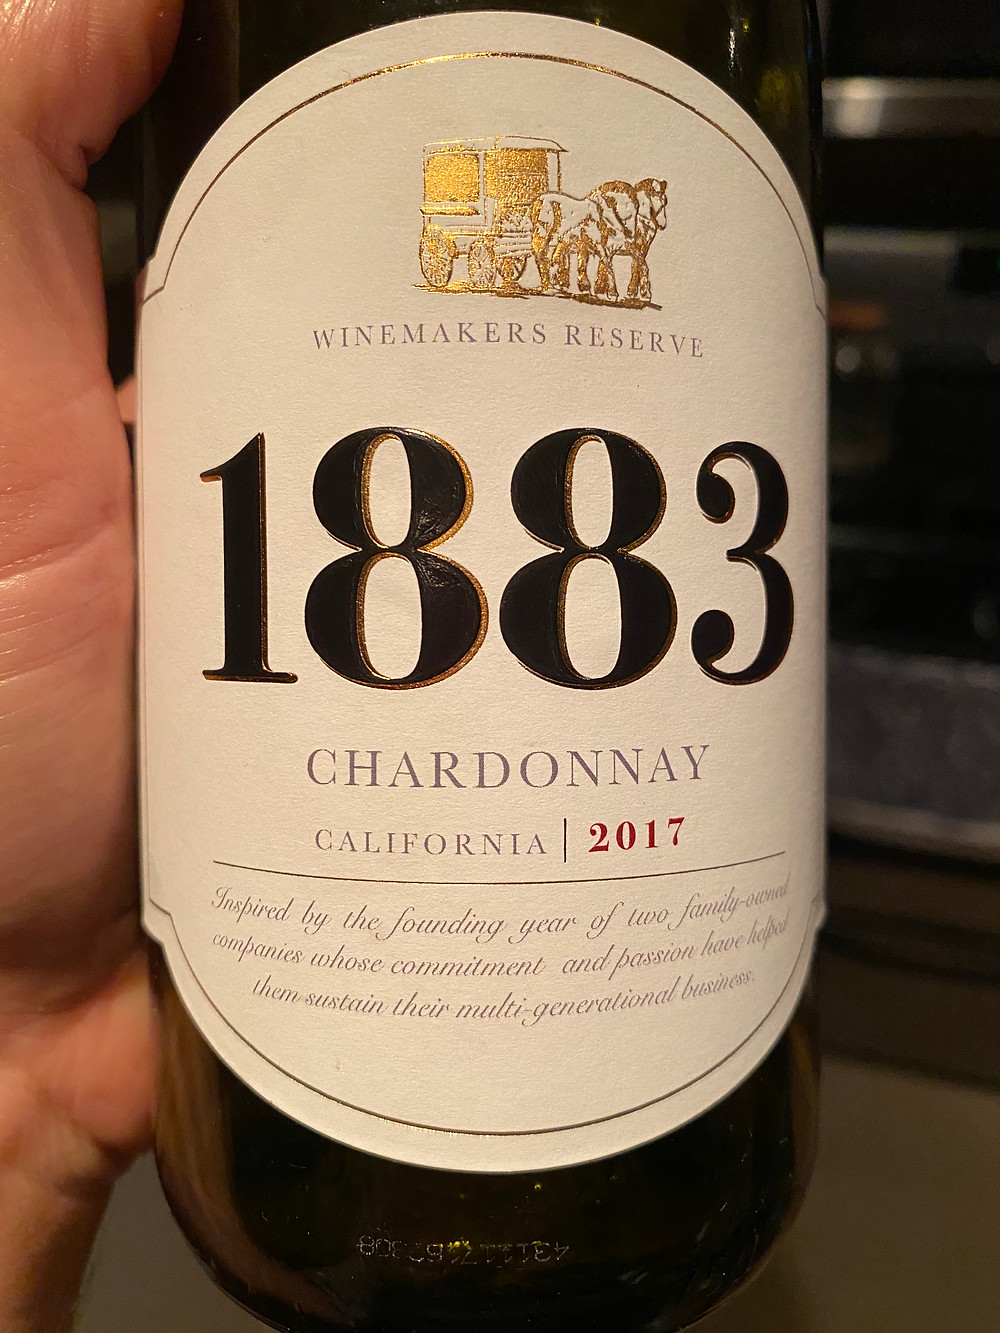 WINEMAKERS RESERVE
1883
CHARDONNAY
CALIFORNIA | 2017
Inspired by the founding year of two family-owned
companies whose commitment and passion have helped
them sustain their multi-generational business.